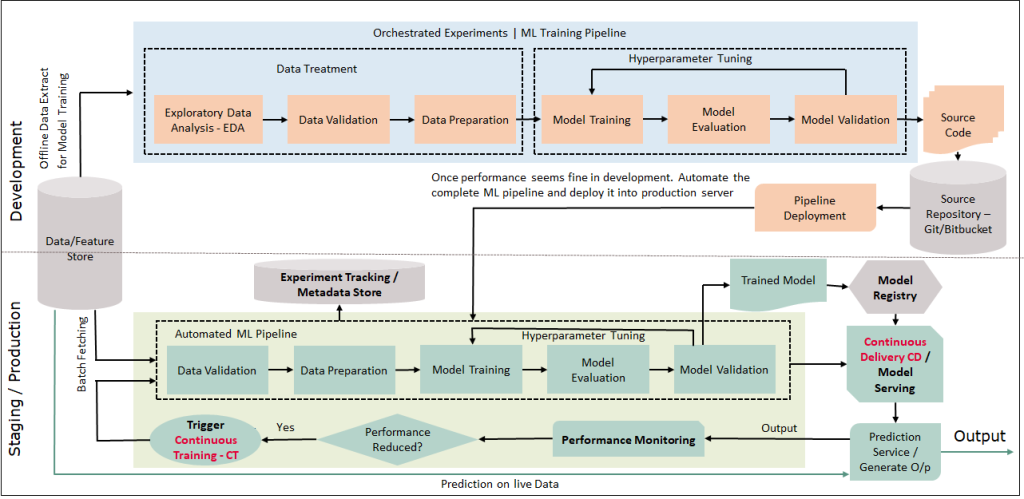 Orchestrated Experiments | ML Training Pipeline
Data Treatment
Hyperparameter Tuning
Exploratory Data
Analysis - EDA
Data Validation
Data Preparation
Model Training
Model
Evaluation
Model Validation
Source
Code
Offline Data Extract
for Model Training
Development
Once performance seems fine in development. Automate the
complete ML pipeline and deploy it into production server
Pipeline
Deployment
Source
Repository –
Git/Bitbucket
Data/Feature
Store
Experiment Tracking /
Metadata Store
Trained Model
Model
Registry
Staging / Production
Batch Fetching
Automated ML Pipeline
Hyperparameter Tuning
Data Validation
Data Preparation
Model Training
Model
Evaluation
Model Validation
Continuous
Delivery CD /
Model
Serving
Trigger
Continuous
Training - CT
Yes
Performance
Reduced?
Performance Monitoring
Output
Prediction
Service /
Generate O/p
Output
Prediction on live Data